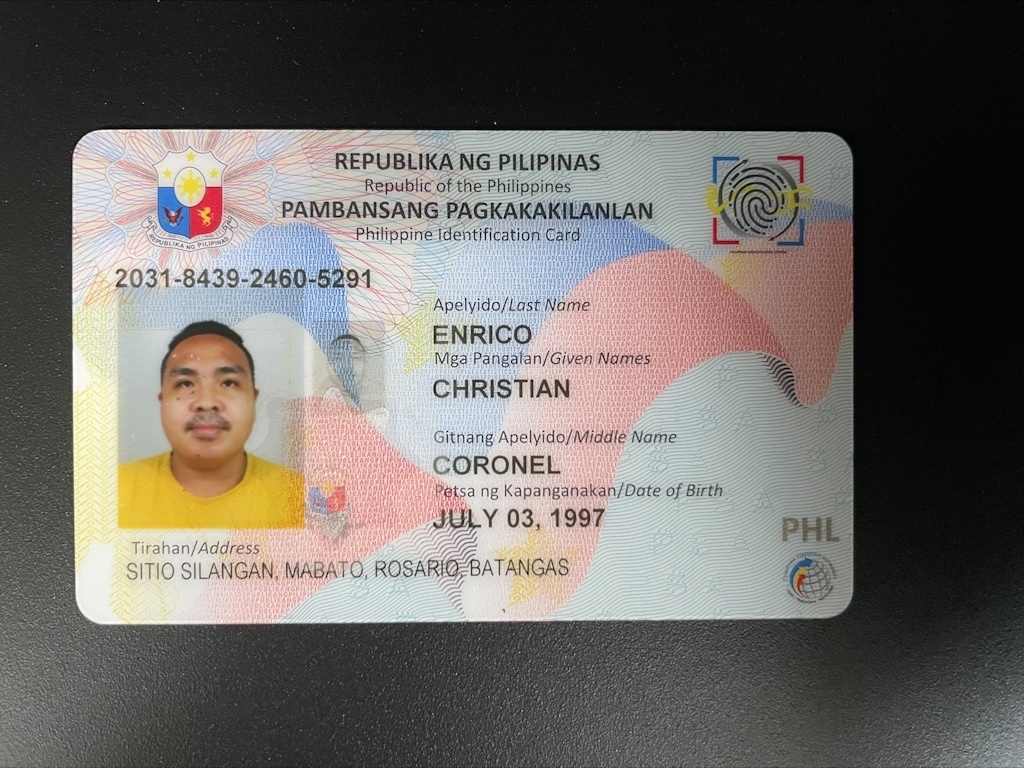 REPUBLIKA NG PILIPINAS
Republic of the Philippines
PAMBANSANG PAGKAKAKILANLAN
Philippine Identification Card
REPUBLIKA NG PILIPINAS
2031-8439-2460-5291
Apelyido/Last Name
ENRICO
Mga Pangalan/Given Names
CHRISTIAN
Gitnang Apelyido/Middle Name
CORONEL
Petsa ng Kapanganakan/Date of Birth
JULY 03, 1997
PHL
Tirahan/Address
SITIO SILANGAN, MABATO, ROSARIO, BATANGAS